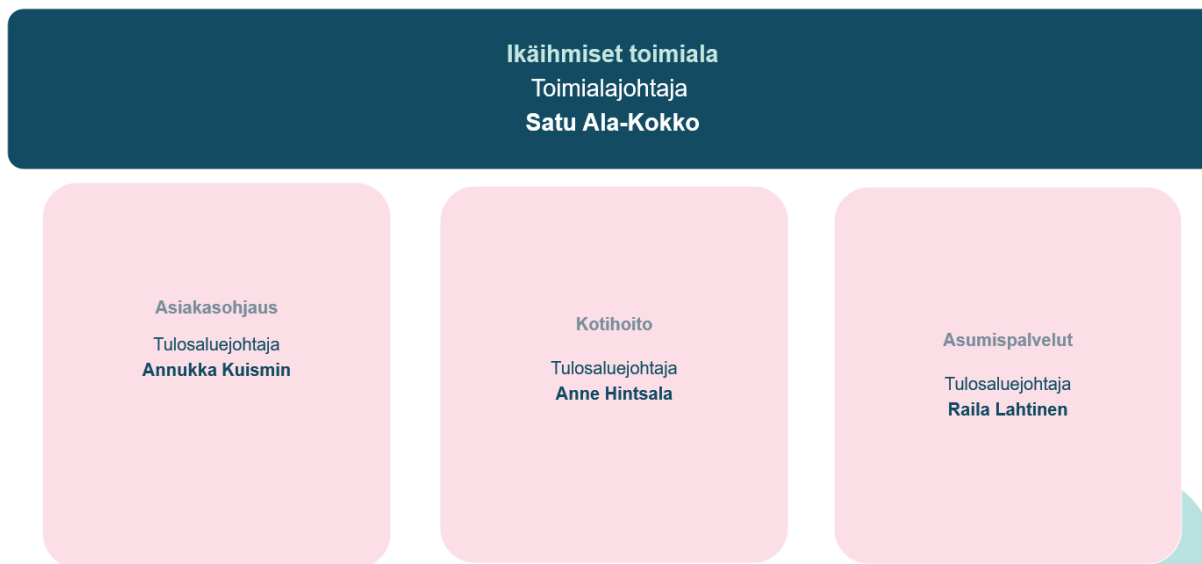 Ikäihmiset toimiala
Toimialajohtaja
Satu Ala-Kokko
Asiakasohjaus
Tulosaluejohtaja
Annukka Kuismin
Kotihoito
Tulosaluejohtaja
Anne Hintsala
Asumispalvelut
Tulosaluejohtaja
Raila Lahtinen